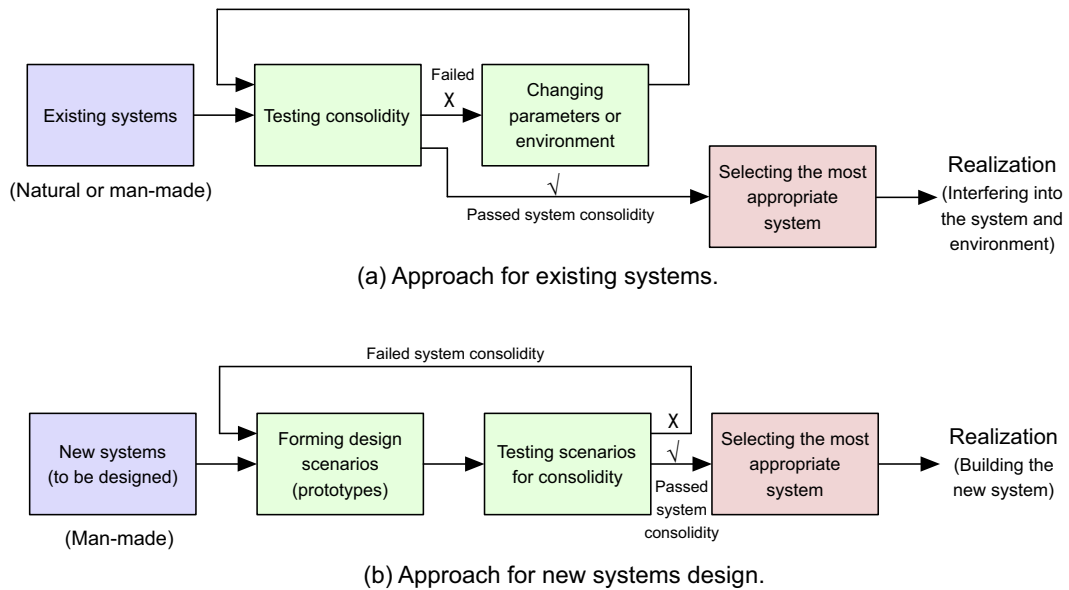 Existing systems
(Natural or man-made)
Testing consolidity
Failed
X
Changing
parameters or
environment
√
Passed system consolidity
Selecting the most
appropriate
system
Realization
(Interfering into
the system and
environment)
(a) Approach for existing systems.
Failed system consolidity
New systems
(to be designed)
(Man-made)
Forming design
scenarios
(prototypes)
Testing scenarios
for consolidity
X
√
Passed
system
consolidity
Selecting the most
appropriate
system
Realization
(Building the
new system)
(b) Approach for new systems design.